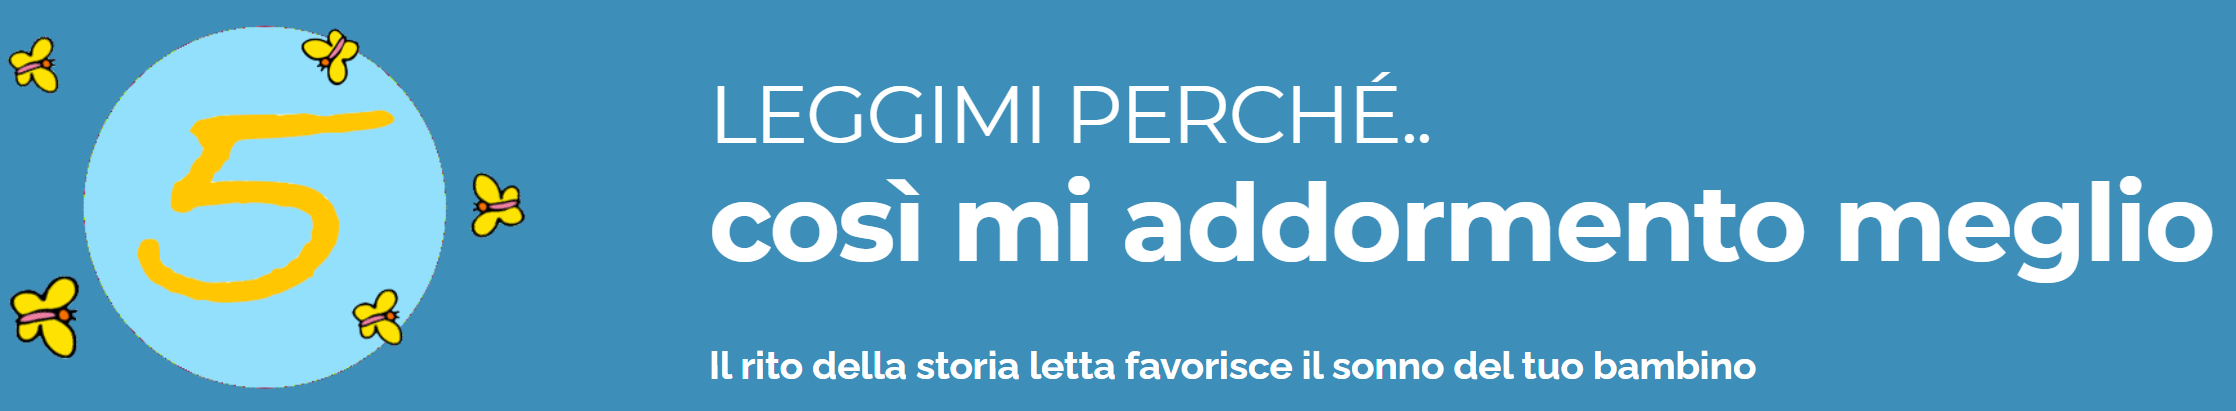 5
LEGGIMI PERCHÉ..
così mi addormento meglio
Il rito della storia letta favorisce il sonno del tuo bambino